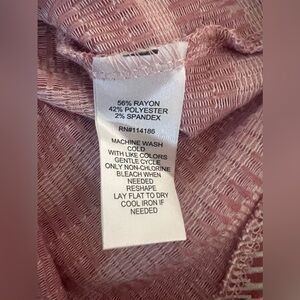 56% RAYON
42% POLYESTER
2% SPANDEX
RN#114186
MACHINE WASH
COLD
WITH LIKE COLORS
GENTLE CYCLE
ONLY NON-CHLORINE
BLEACH WHEN
NEEDED
RESHAPE
LAY FLAT TO DRY
COOL IRON IF
NEEDED